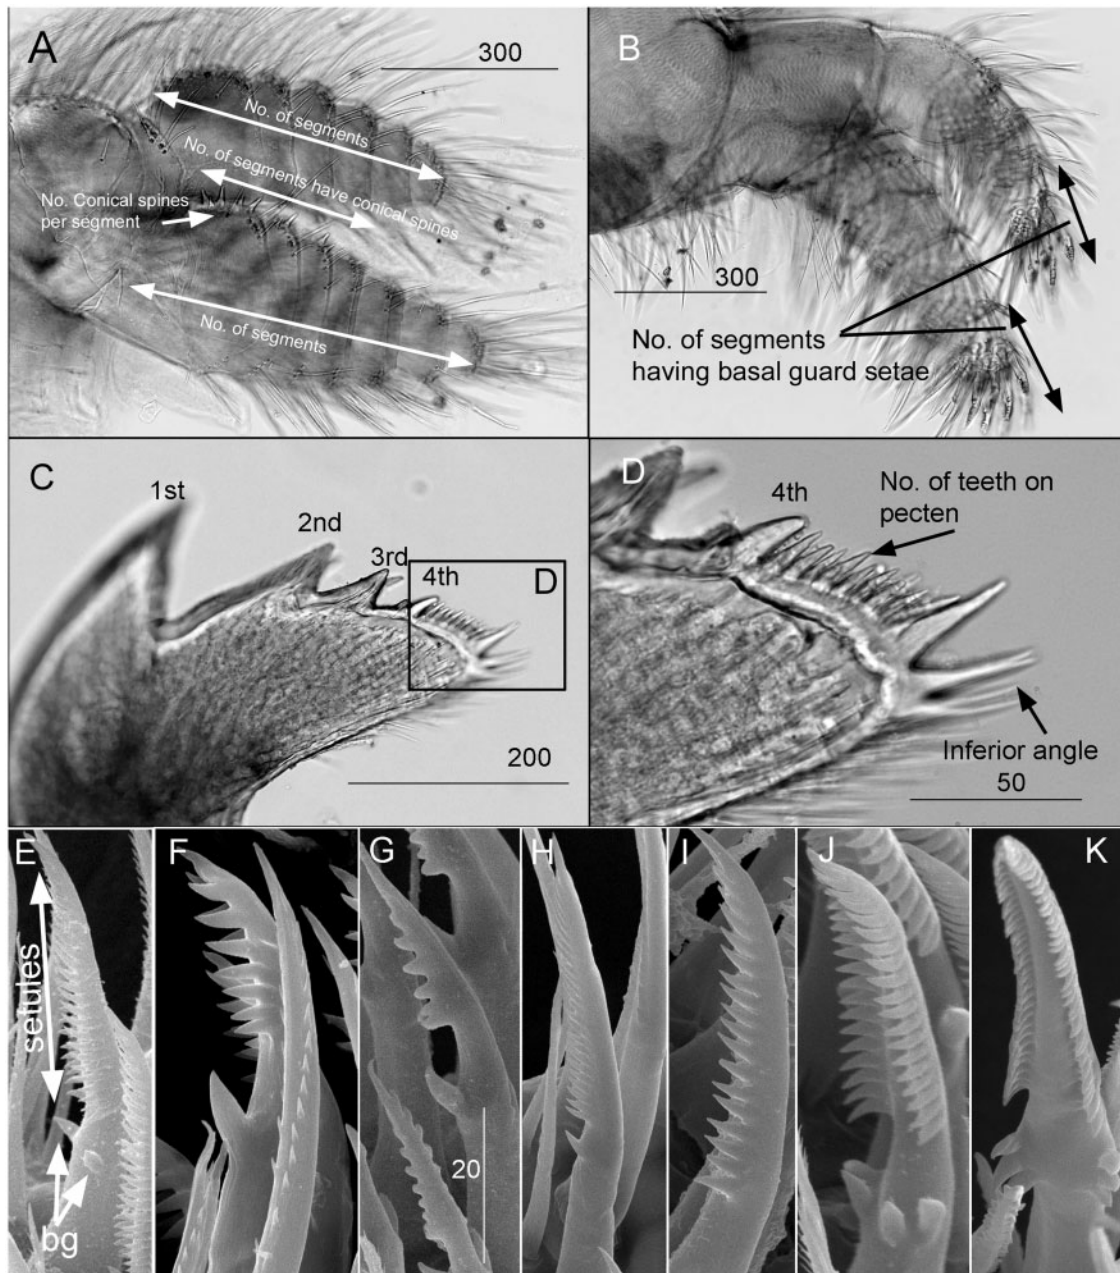 A
300
No. of segments
No. of segments have conical spines
No. Conical spines
per segment
No. of segments
B
300
No. of segments
having basal guard setae
C
1st
2nd
3rd
4th
D
200
D
4th
No. of teeth on
pecten
Inferior angle
50
E
setules
bg
F
G
20
H
I
J
K